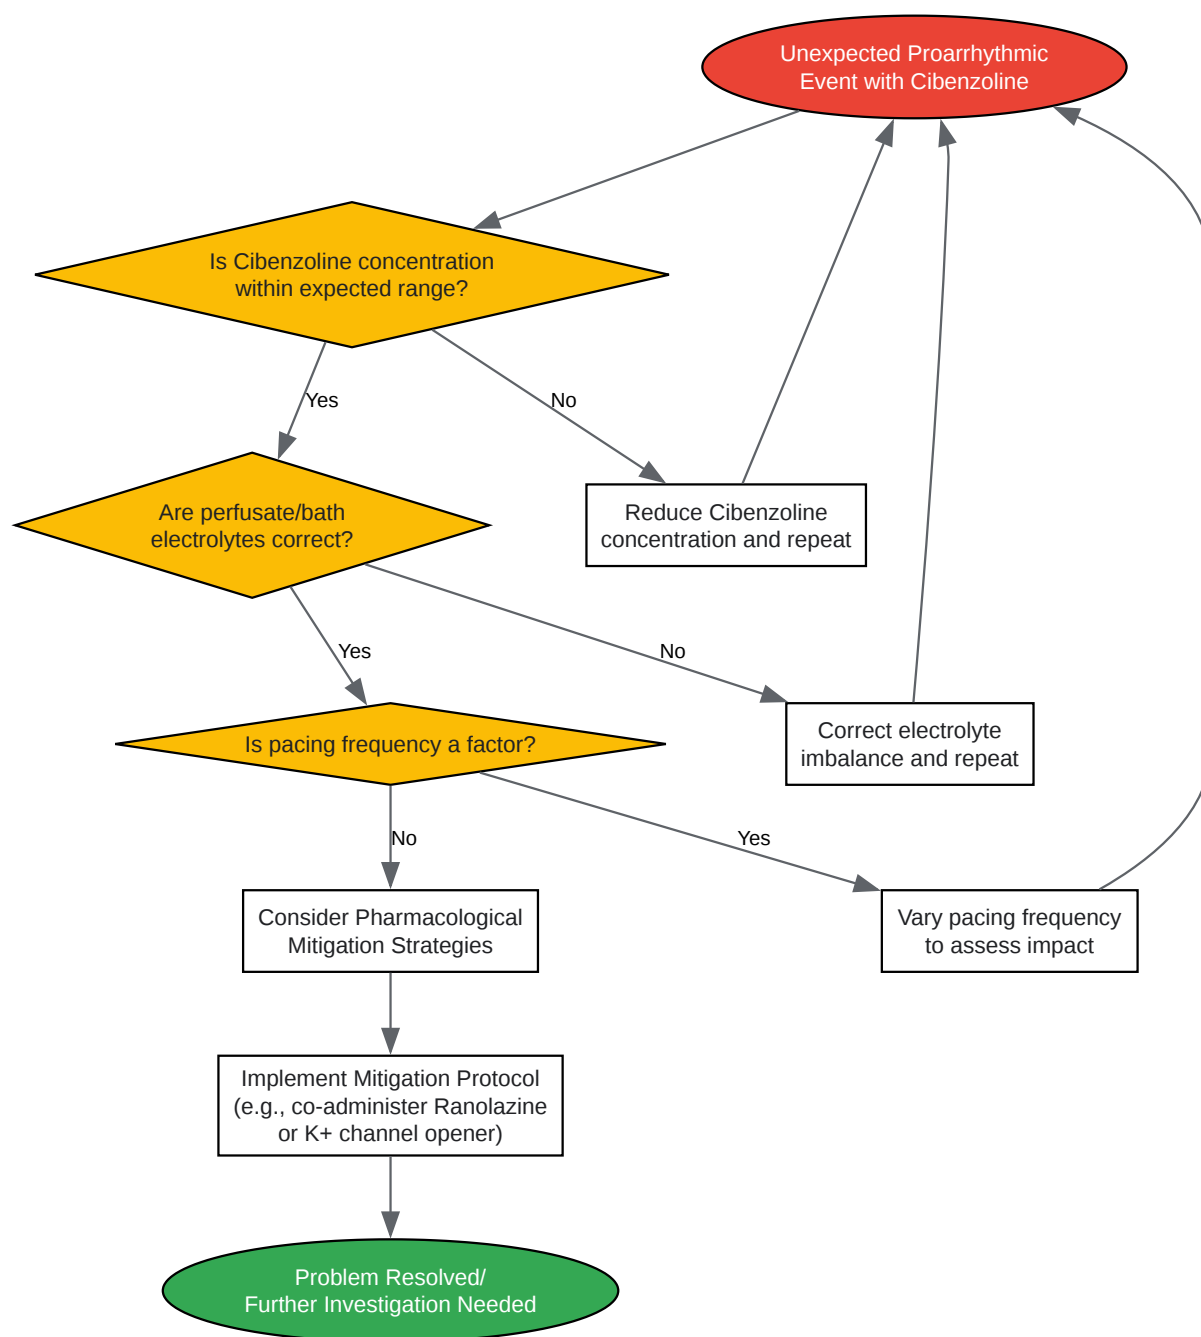 Unexpected Proarrhythmic
Event with Cibenzoline
Is Cibenzoline concentration
within expected range?
Yes
No
Are perfusate/bath
electrolytes correct?
Reduce Cibenzoline
concentration and repeat
Yes
No
Is pacing frequency a factor?
Correct electrolyte
imbalance and repeat
No
Yes
Consider Pharmacological
Mitigation Strategies
Vary pacing frequency
to assess impact
Implement Mitigation Protocol
(e.g., co-administer Ranolazine
or K+ channel opener)
Problem Resolved/
Further Investigation Needed